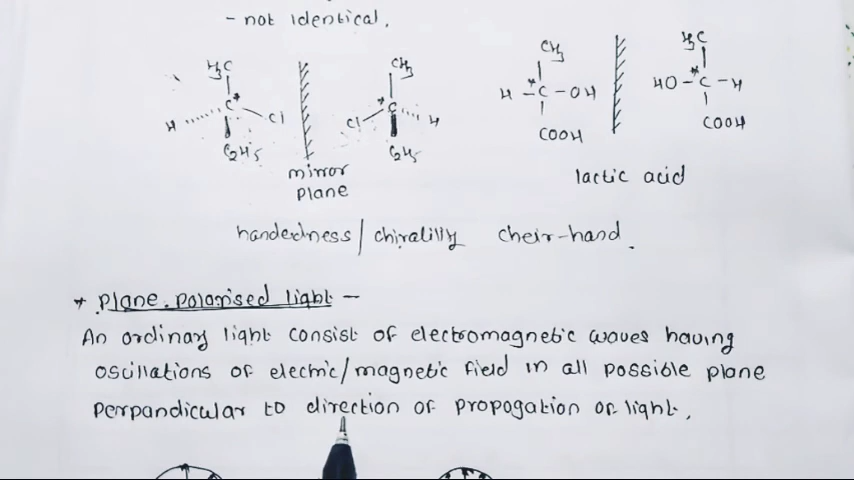 - not identical.
H3C CH3 CH3 H3C
H C* Cl Cl C* H H - C* - OH HO - C* - H
C2H5 C2H5 COOH COOH
mirror plane
lactic acid
handedness / chirality cheir-hand.
* Plane.polarised light -
An ordinary light consist of electromagnetic waves having
oscillations of electric/magnetic field in all possible plane
perpandicular to direction of propogation of light.